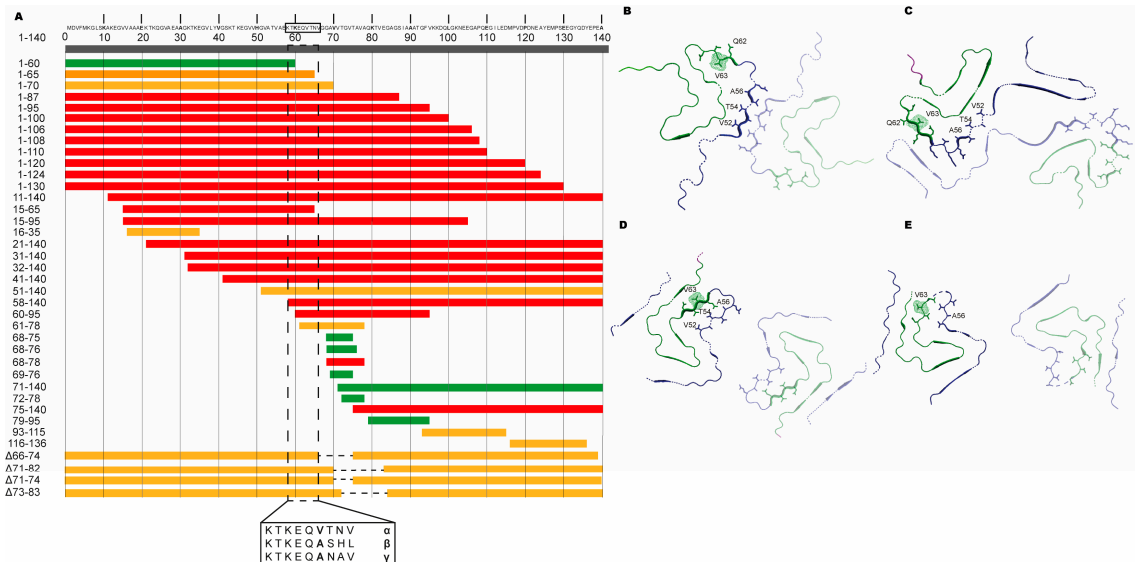 A
MDVFMKGLSKAKEGVVAAAEKTKQGVAEAAGKTKEGVLYVGSKTKEGVVHGVATVAEKTKEQVTNVGGAVVTGVTAVAQKTVEGAGSIAAATGFVKKDQLGKNEEGAPQEGILEDMPVDPDNEAYEMPSEEGYQDYEPEA
1-140 0 10 20 30 40 50 60 70 80 90 100 110 120 130 140
1-60
1-65
1-70
1-87
1-95
1-100
1-106
1-108
1-110
1-120
1-124
1-130
11-140
15-65
15-95
16-35
21-140
31-140
32-140
41-140
51-140
58-140
60-95
61-78
68-75
68-76
68-78
69-76
71-140
72-78
75-140
79-95
93-115
116-136
Δ66-74
Δ71-82
Δ71-74
Δ73-83
KTKEQVTNV α
KTKEQASHL β
KTKEQANAV γ
B
Q62
V63
A56
T54
V52
C
V63
V52
Q62
T54
A56
D
V63
A56
T54
V52
E
V63
A56